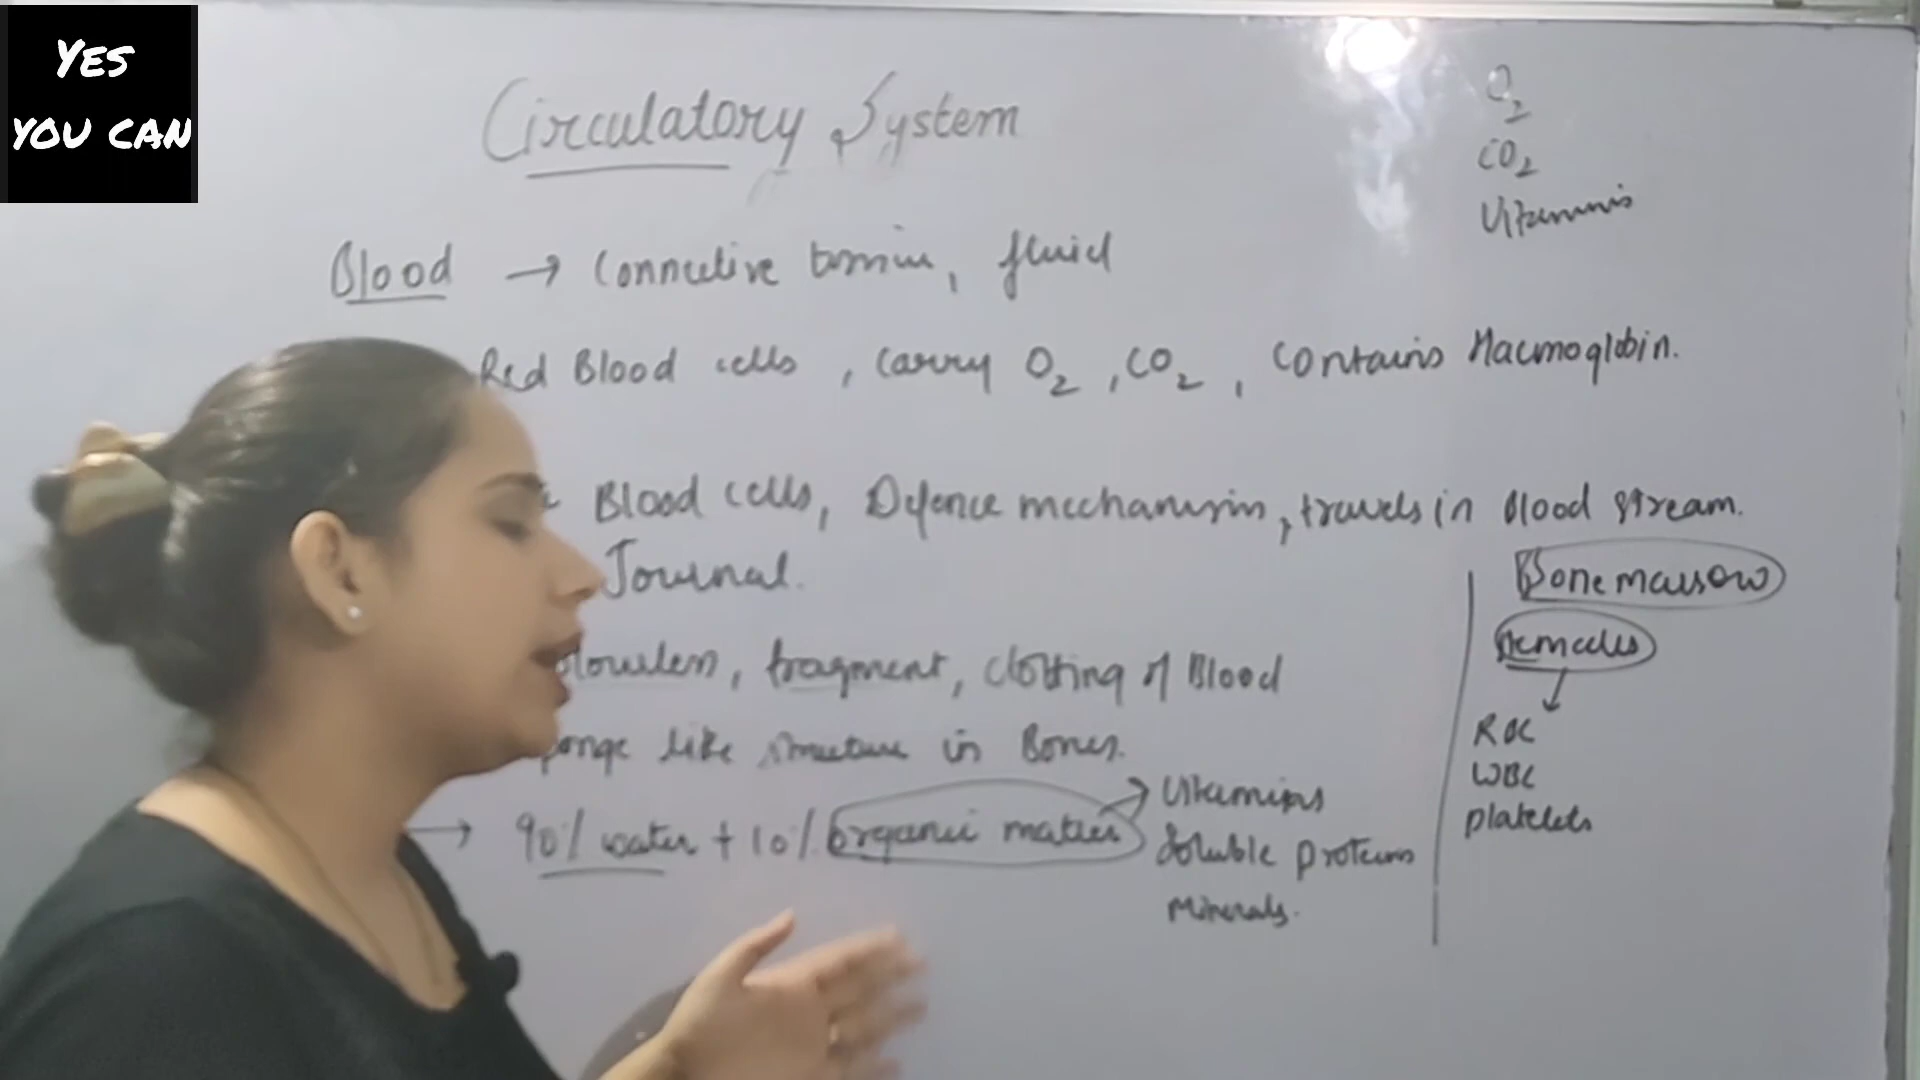 YES
YOU CAN
Circulatory System
O2
CO2
Vitamins
Blood → Connective tissue, fluid
Red Blood cells, carry O2, CO2, contains Haemoglobin.
Blood cells, Defence mechanism, travels in Blood stream.
Journal.
Bone marrow
Stemcells
fragment, clotting of Blood
RBC
like structure in Bones.
WBC
Vitamins
Platelets
→ 90% water + 10% organic matter →
Soluble proteins
Minerals.